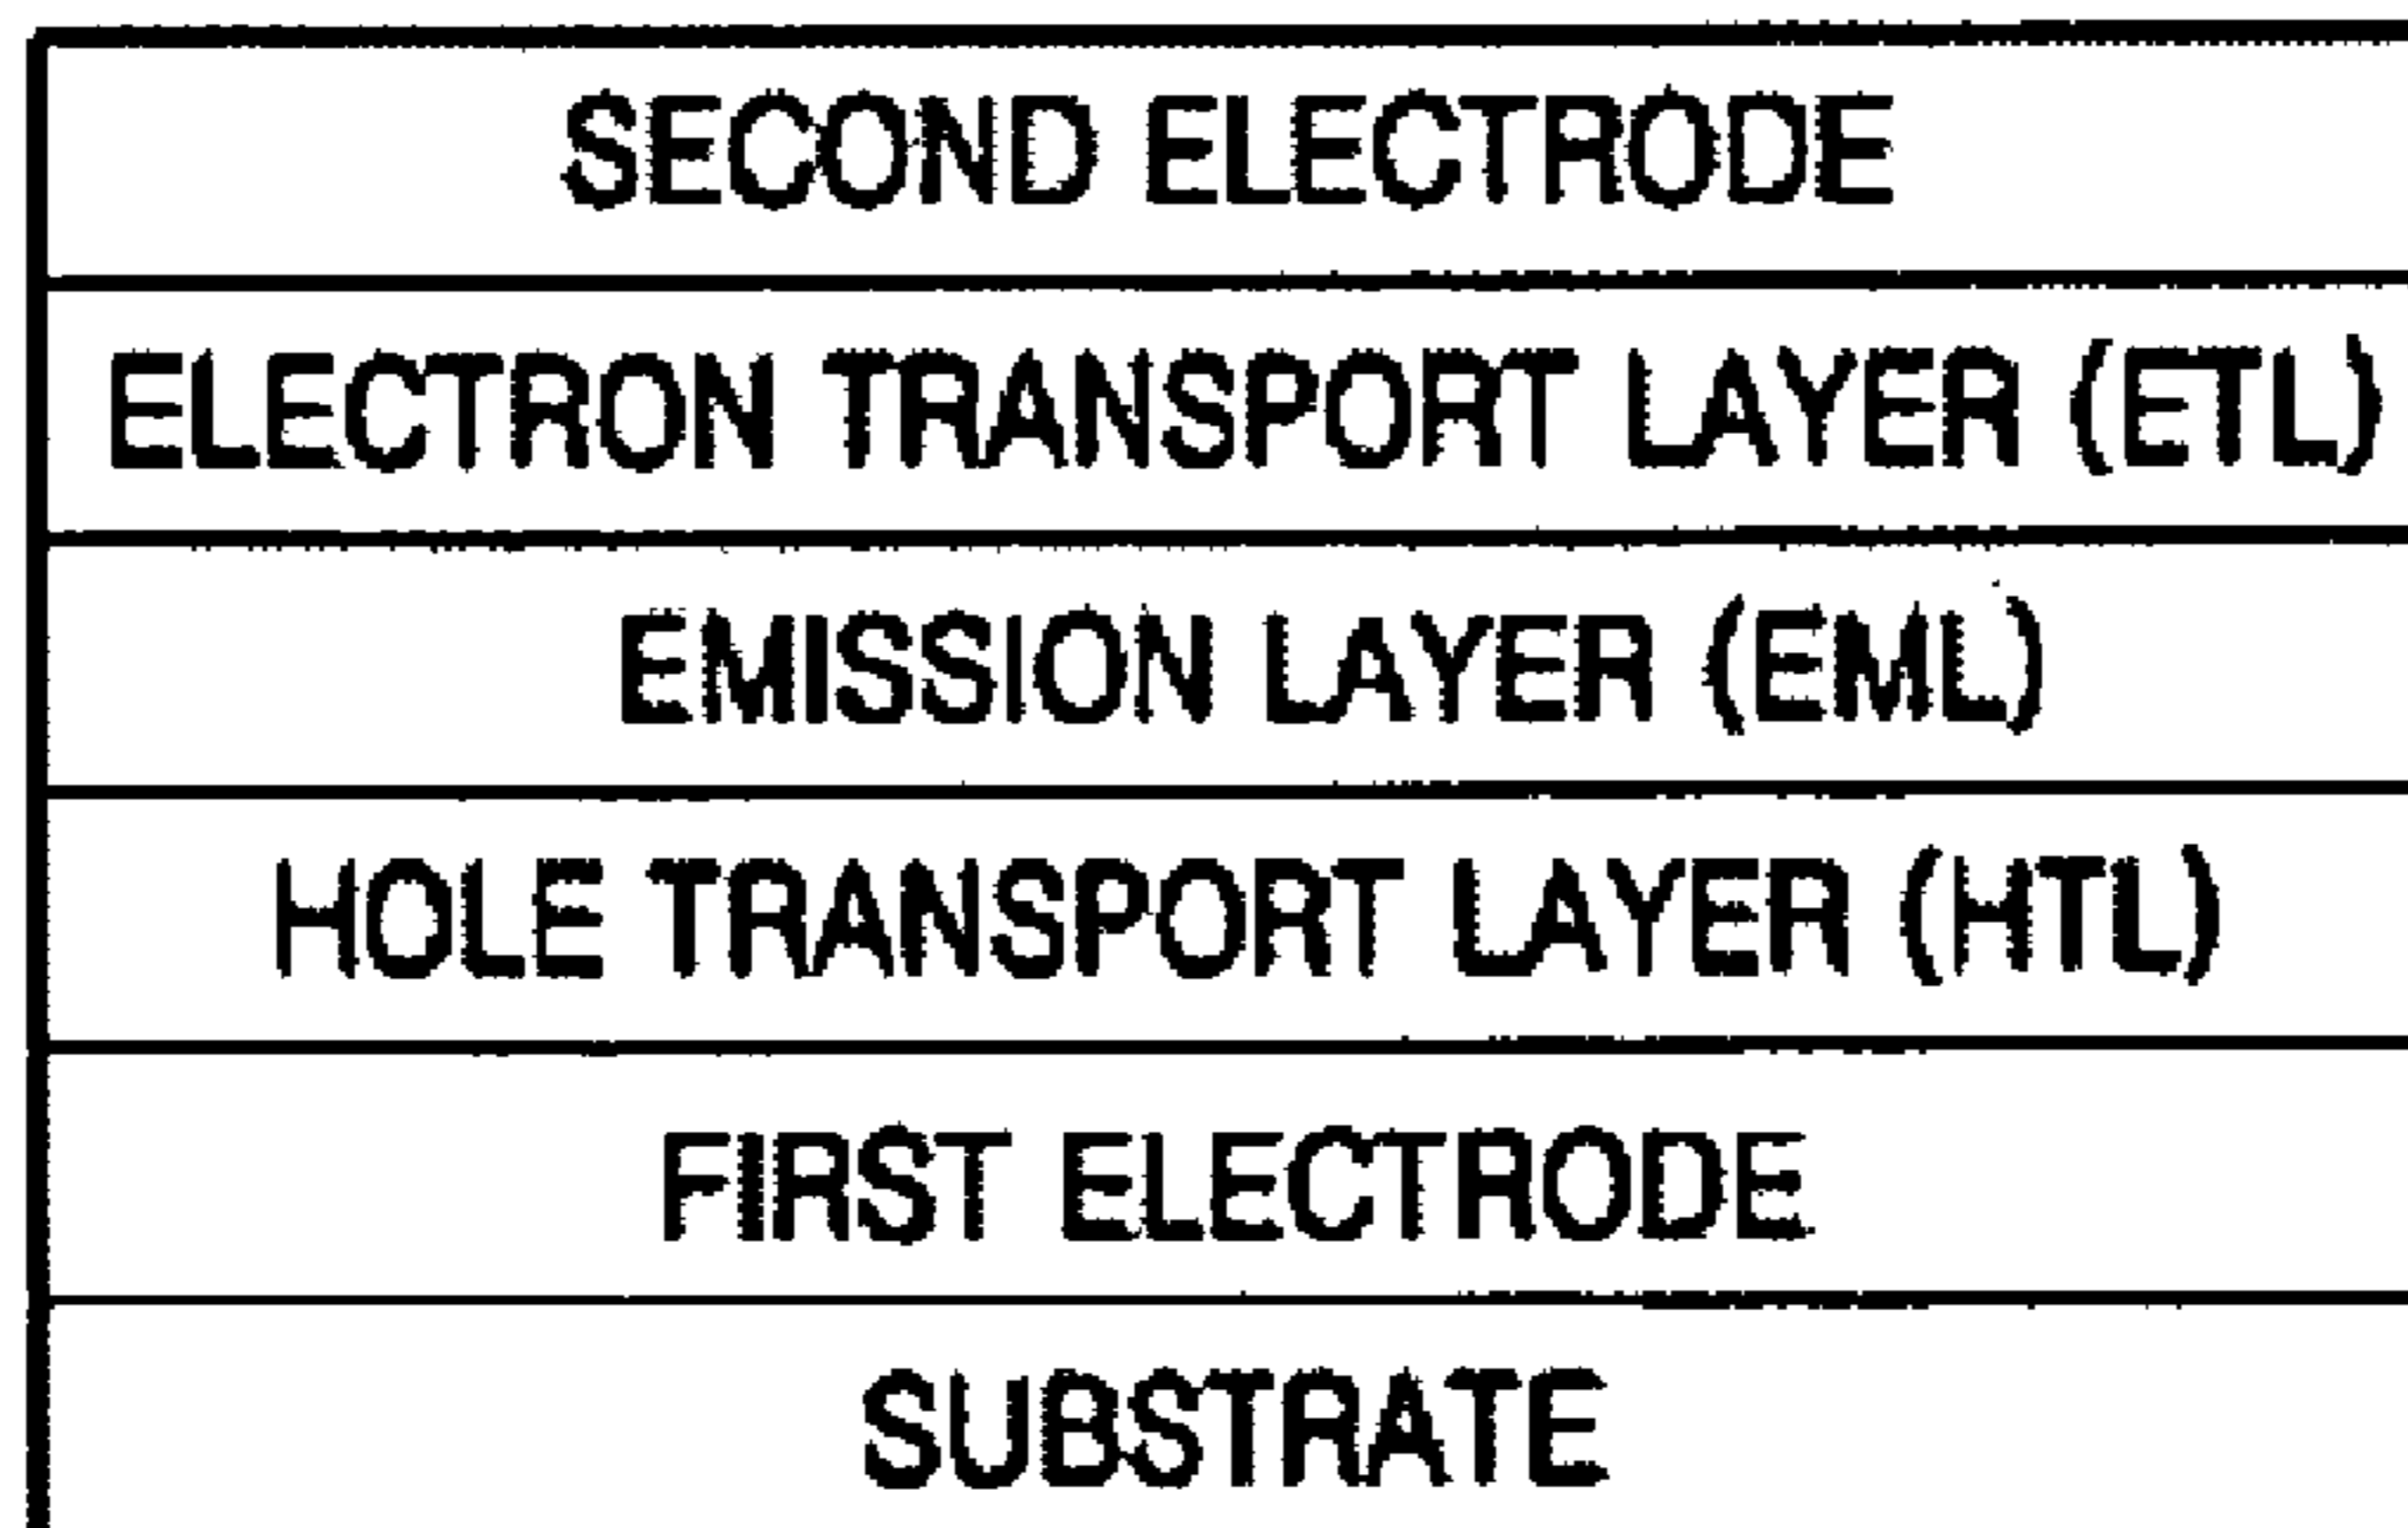 SECOND ELECTRODE
ELECTRON TRANSPORT LAYER (ETL)
EMISSION LAYER (EML)
HOLE TRANSPORT LAYER (HTL)
FIRST ELECTRODE
SUBSTRATE